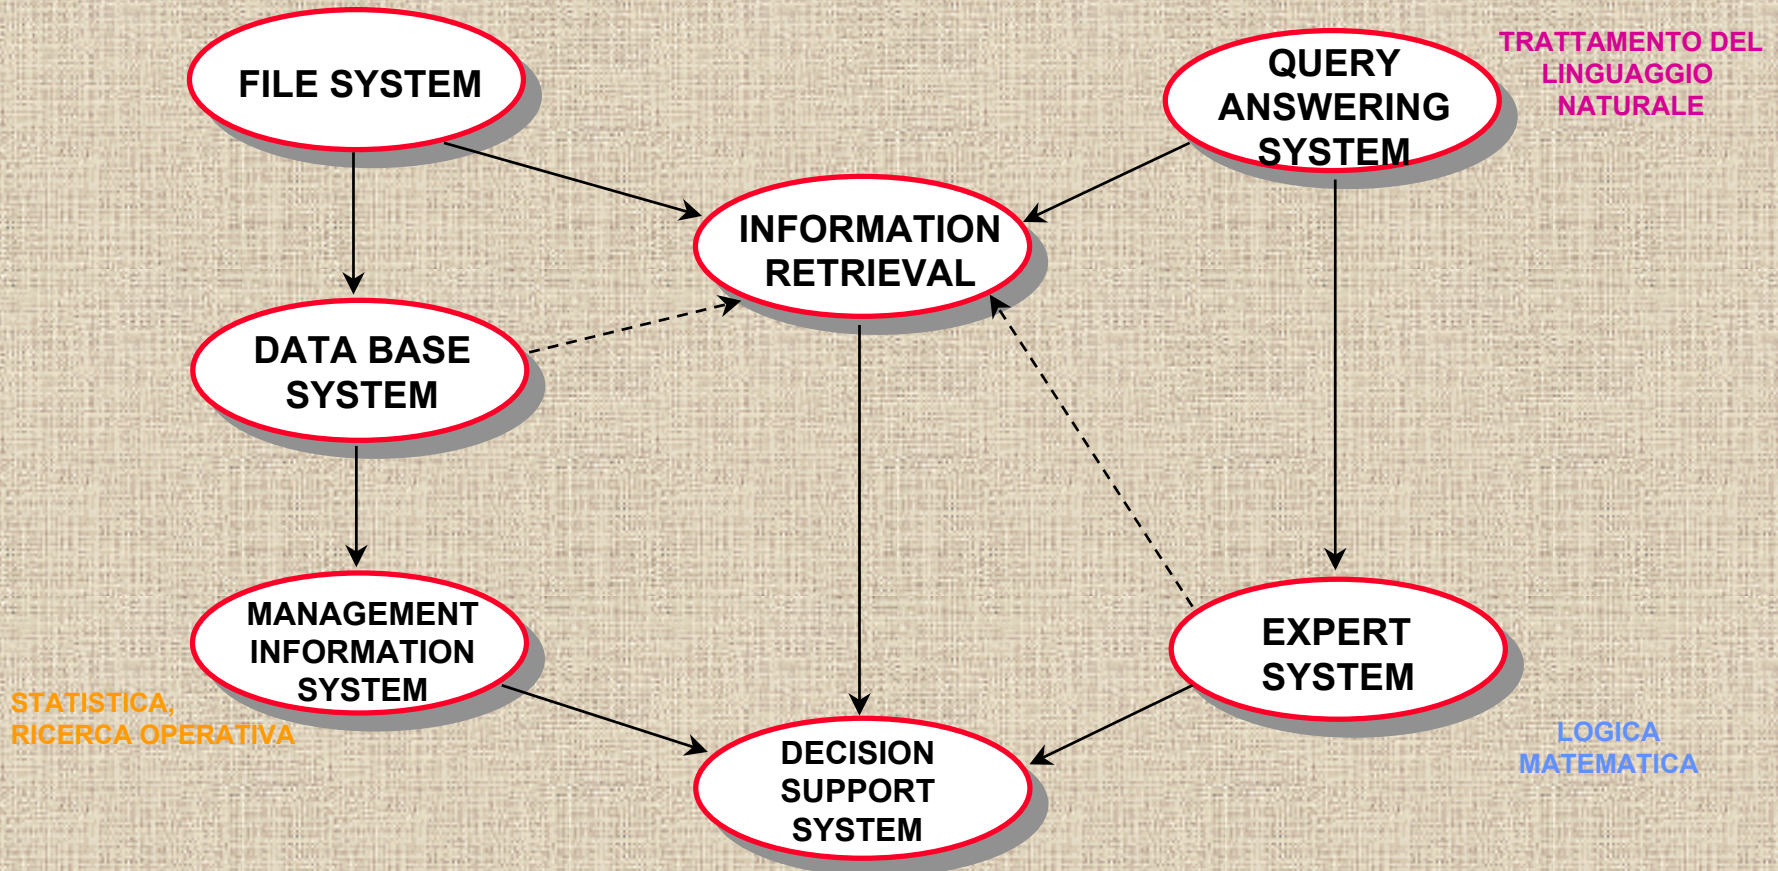 FILE SYSTEM
QUERY
ANSWERING
SYSTEM
TRATTAMENTO DEL
LINGUAGGIO
NATURALE
INFORMATION
RETRIEVAL
DATA BASE
SYSTEM
MANAGEMENT
INFORMATION
SYSTEM
EXPERT
SYSTEM
STATISTICA,
RICERCA OPERATIVA
DECISION
SUPPORT
SYSTEM
LOGICA
MATEMATICA